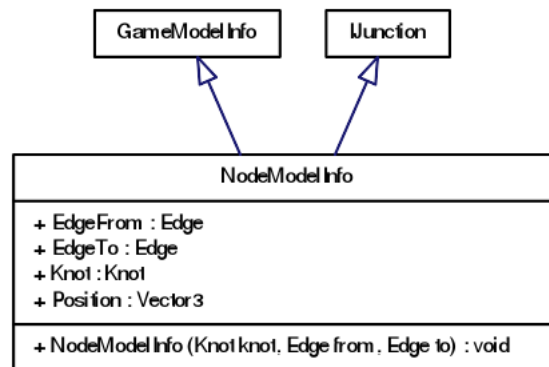 GameModelInfo
IJunction
NodeModelInfo
+ EdgeFrom : Edge
+ EdgeTo : Edge
+ Knot : Knot
+ Position : Vector3
+ NodeModelInfo (Knot knot, Edge from, Edge to) : void